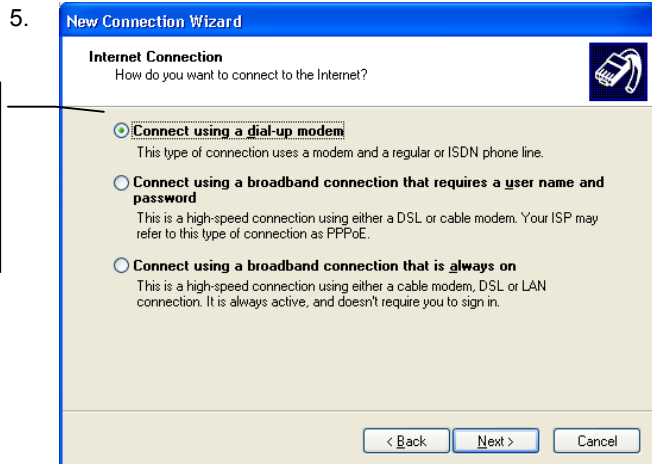 5.
New Connection Wizard
Internet Connection
How do you want to connect to the Internet?
Connect using a dial-up modem
This type of connection uses a modem and a regular or ISDN phone line.
Connect using a broadband connection that requires a user name and
password
This is a high-speed connection using either a DSL or cable modem. Your ISP may
refer to this type of connection as PPPoE.
Connect using a broadband connection that is always on
This is a high-speed connection using either a cable modem, DSL or LAN
connection. It is always active, and doesn't require you to sign in.
< Back
Next >
Cancel